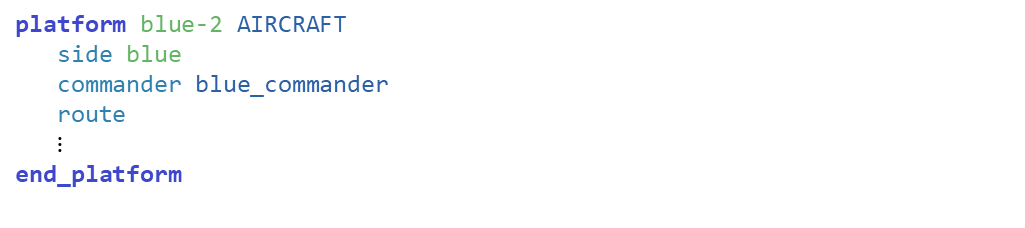 platform blue-2 AIRCRAFT
side blue
commander blue_commander
route
⋮
end_platform